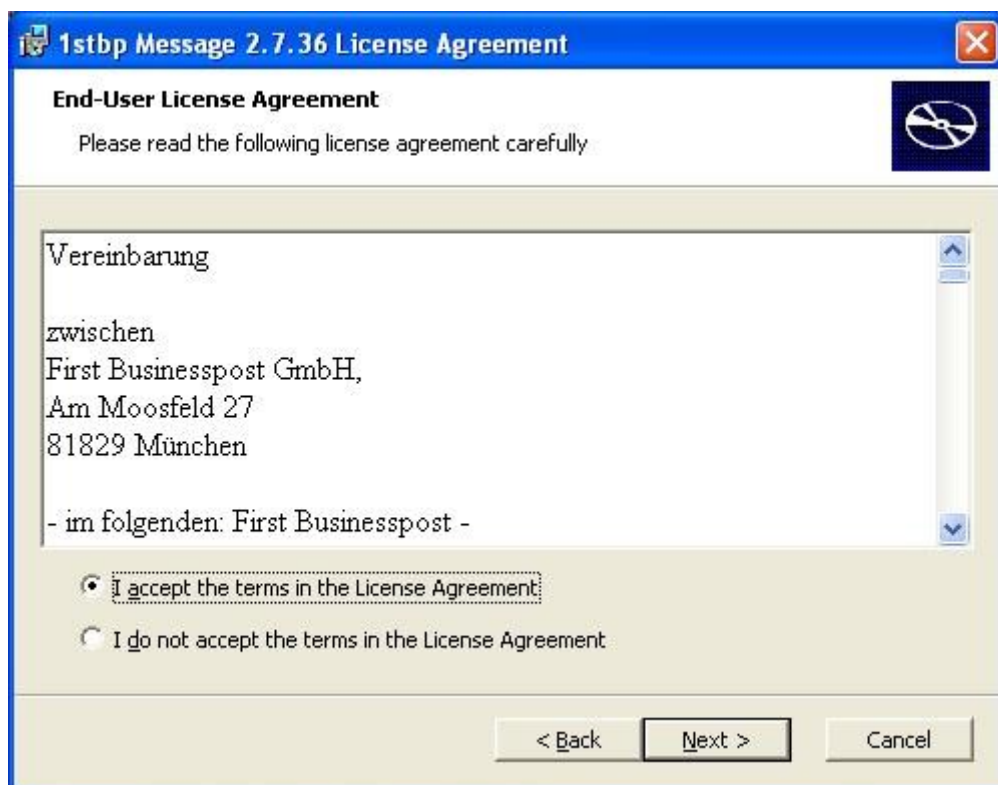 1stbp Message 2.7.36 License Agreement
End-User License Agreement
Please read the following license agreement carefully
Vereinbarung
zwischen
First Businesspost GmbH,
Am Moosfeld 27
81829 München
- im folgenden: First Businesspost -
I accept the terms in the License Agreement
I do not accept the terms in the License Agreement
< Back
Next >
Cancel